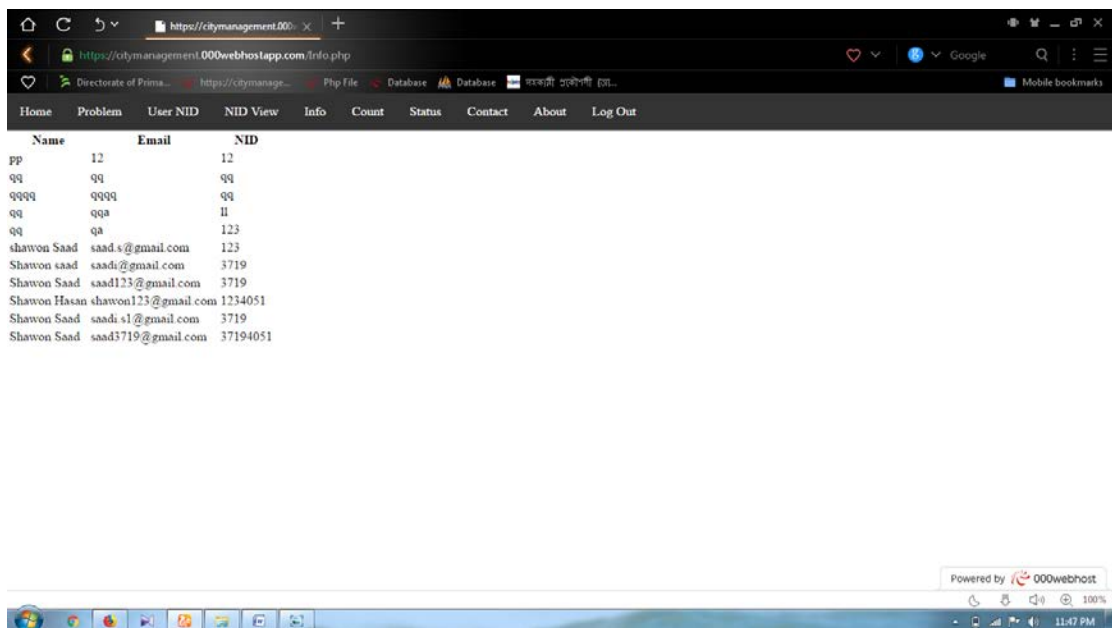 https://citymanagement.000
https://citymanagement.000webhostapp.com/Info.php
Google
Directorate of Prima... https://citymanage... Php File Database Database সহকারী প্রকৌশলী Mobile bookmarks
Home Problem User NID NID View Info Count Status Contact About Log Out
Name Email NID
pp 12 12
qq qq qq
qqqq qqqq qq
qq qqa ll
qq qa 123
shawon Saad saad.s@gmail.com 123
Shawon saad saadi@gmail.com 3719
Shawon Saad saad123@gmail.com 3719
Shawon Hasan shawon123@gmail.com 1234051
Shawon Saad saadi.s1@gmail.com 3719
Shawon Saad saad3719@gmail.com 37194051
Powered by 000webhost
100%
11:47 PM